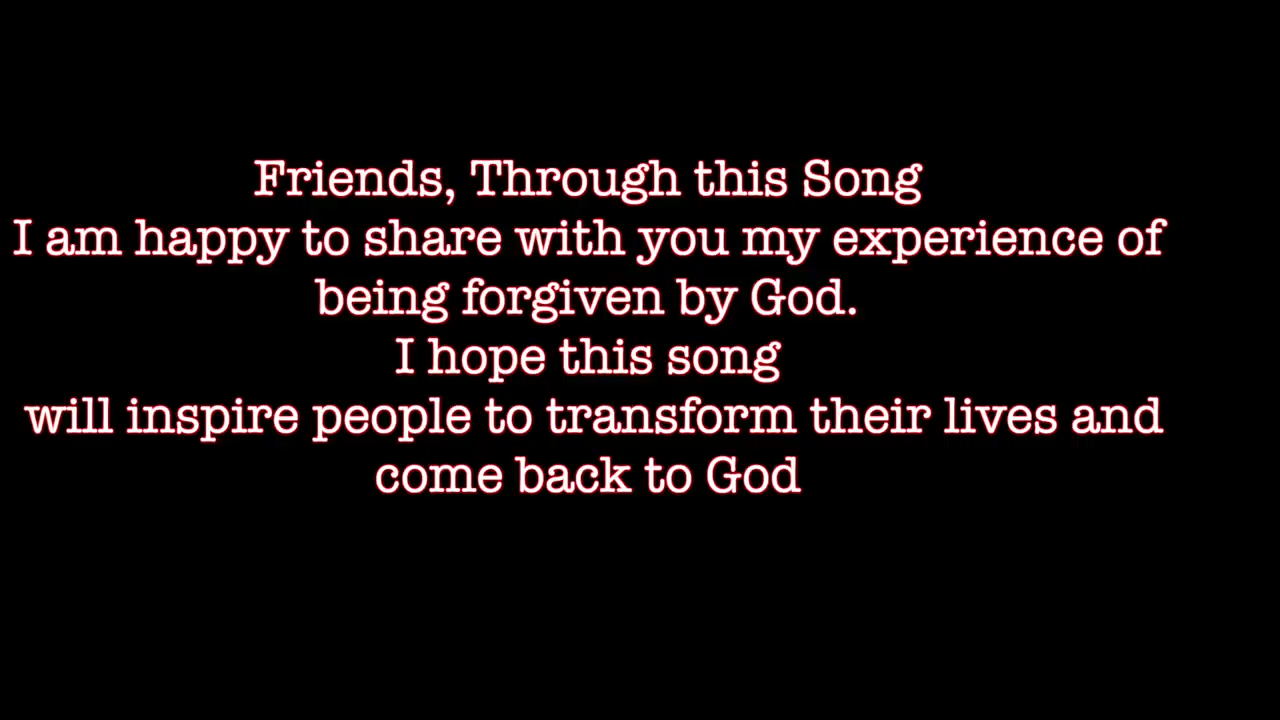 Friends, Through this Song
I am happy to share with you my experience of
being forgiven by God.
I hope this song
will inspire people to transform their lives and
come back to God